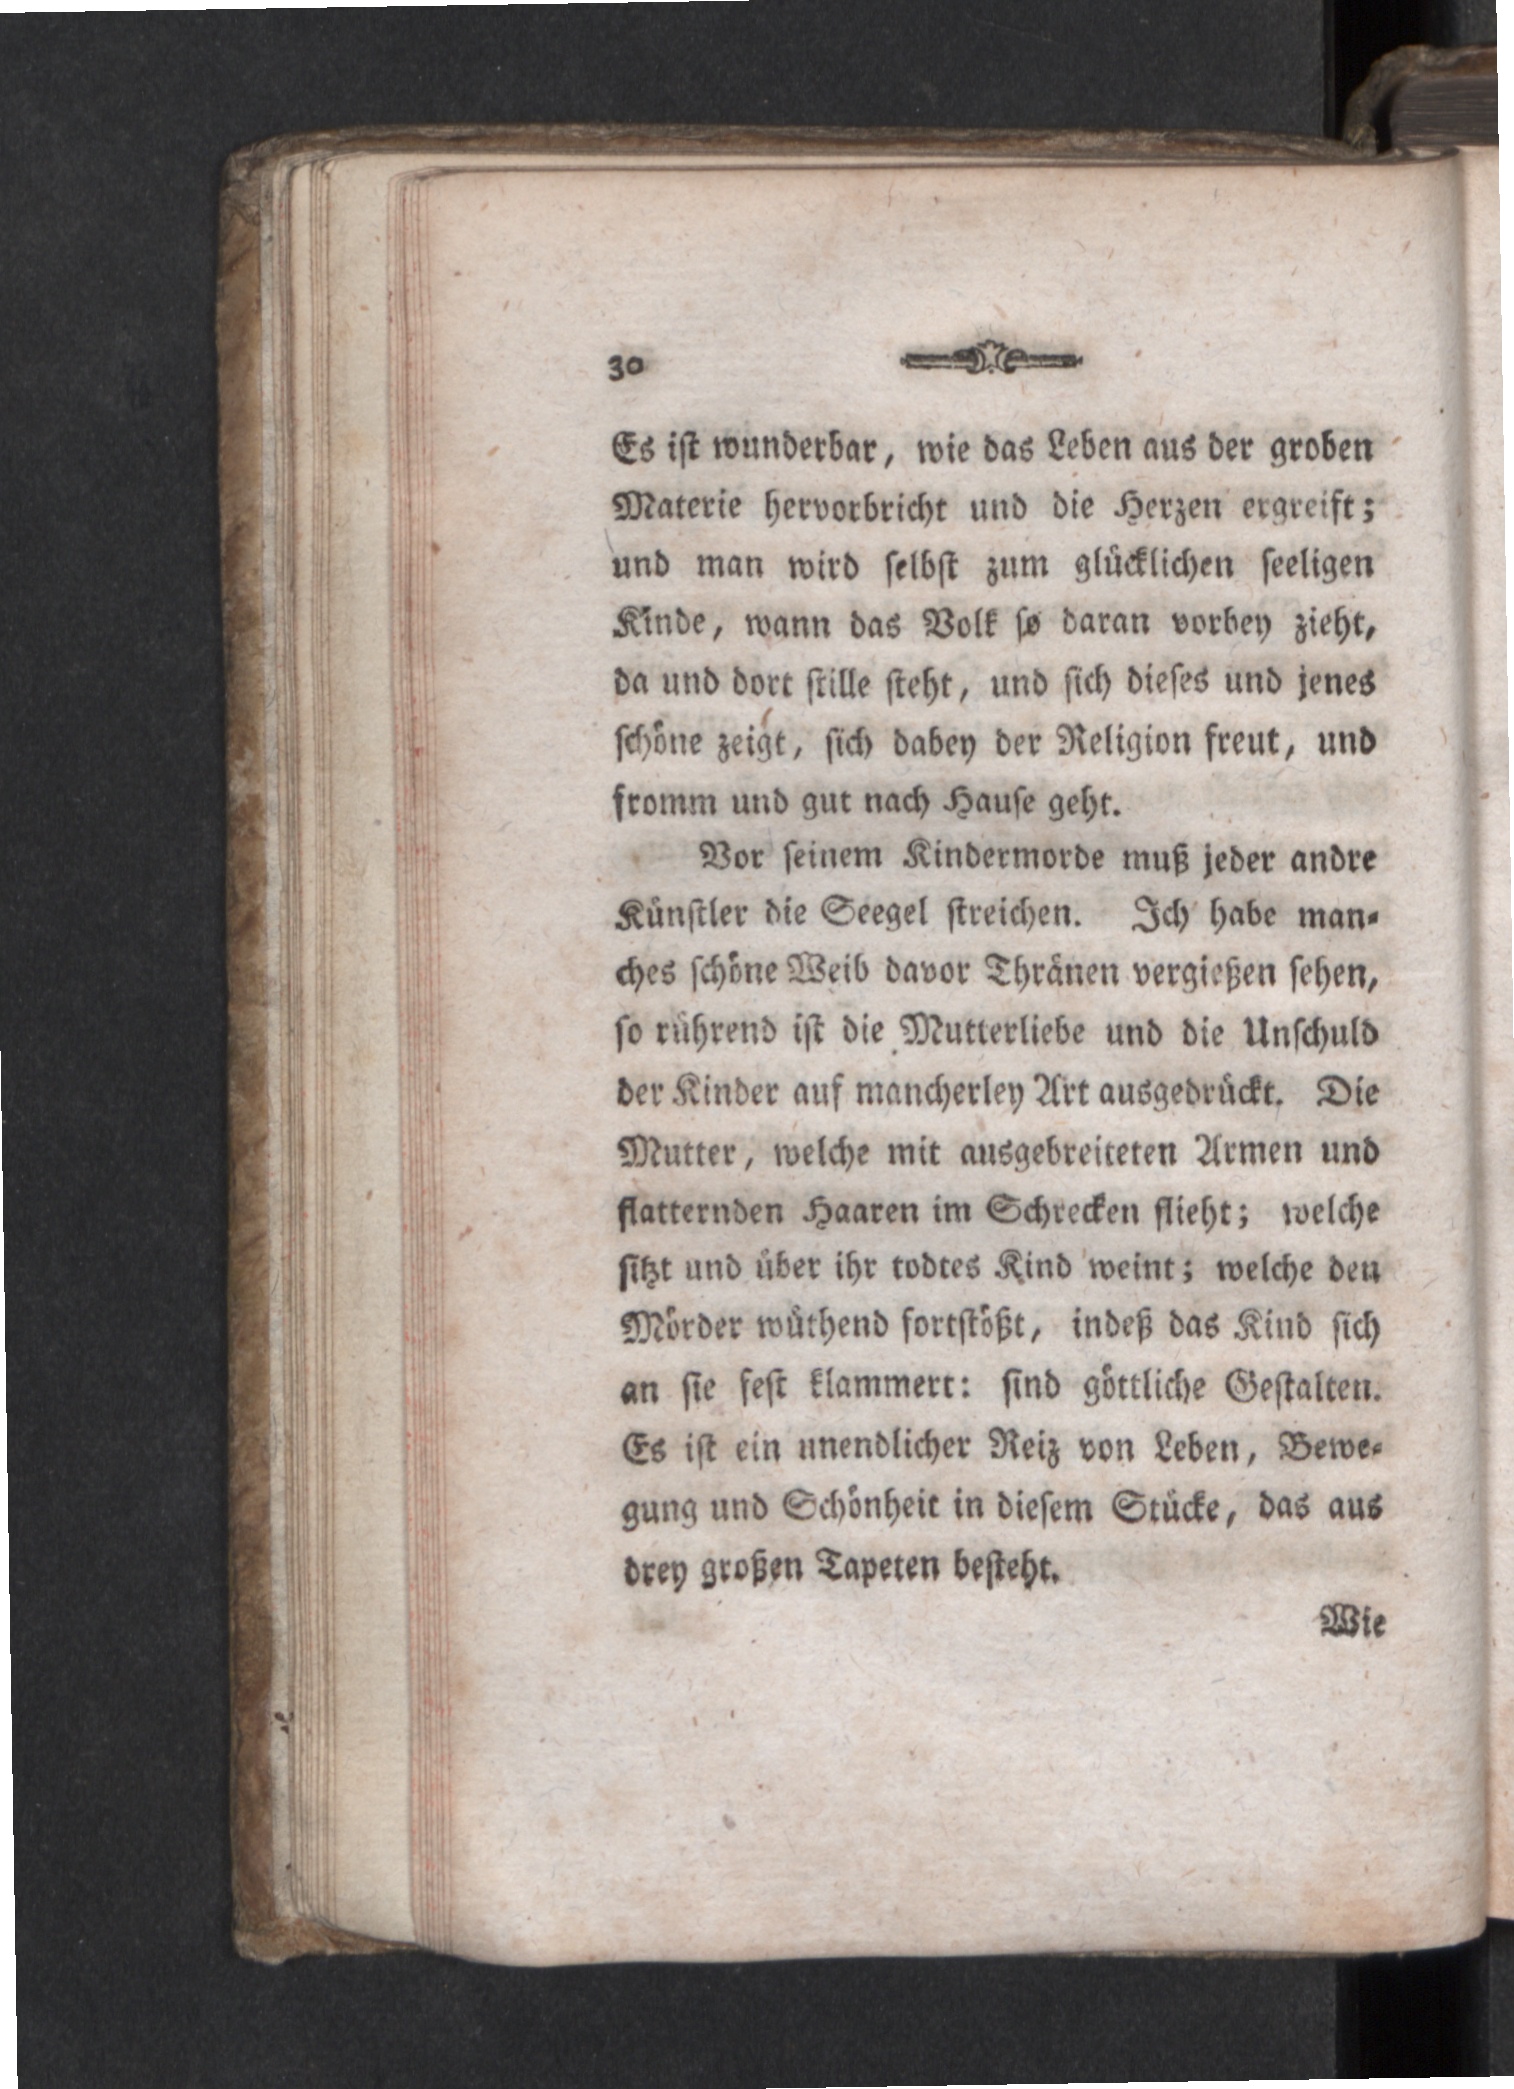 30
Es ist wunderbar, wie das Leben aus der groben
Materie hervorbricht und die Herzen ergreift;
und man wird selbst zum glücklichen seeligen
Kinde, wann das Volk so daran vorbey zieht,
da und dort stille steht, und sich dieses und jenes
schöne zeigt, sich dabey der Religion freut, und
fromm und gut nach Hause geht.
Vor seinem Kindermorde muß jeder andre
Künstler die Seegel streichen. Ich habe man-
ches schöne Weib davor Thränen vergießen sehen,
so rührend ist die Mutterliebe und die Unschuld
der Kinder auf mancherley Art ausgedrückt. Die
Mutter, welche mit ausgebreiteten Armen und
flatternden Haaren im Schrecken flieht; welche
sitzt und über ihr todtes Kind weint; welche den
Mörder wüthend fortstößt, indeß das Kind sich
an sie fest klammert: sind göttliche Gestalten.
Es ist ein unendlicher Reiz von Leben, Bewe-
gung und Schönheit in diesem Stücke, das aus
drey großen Tapeten besteht.
Wie